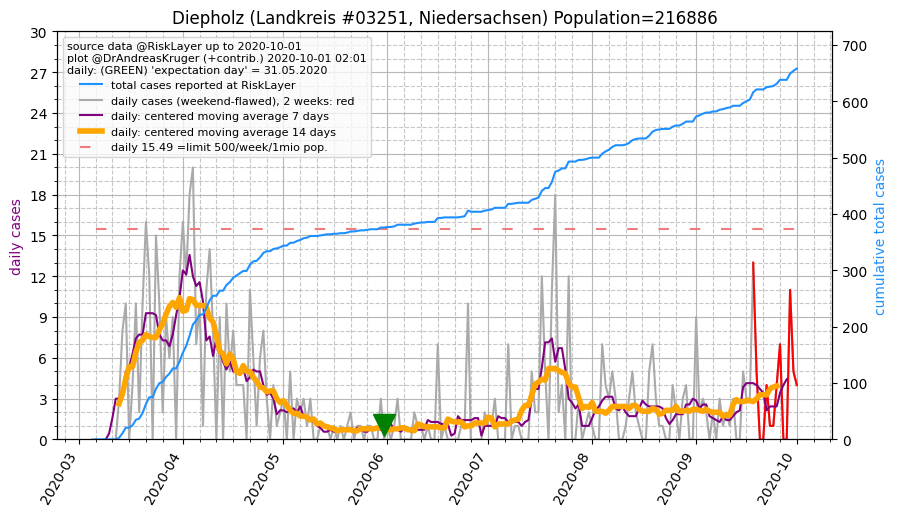 Diepholz (Landkreis #03251, Niedersachsen) Population=216886
source data @RiskLayer up to 2020-10-01
plot @DrAndreasKruger (+contrib.) 2020-10-01 02:01
daily: (GREEN) 'expectation day' = 31.05.2020
total cases reported at RiskLayer
daily cases (weekend-flawed), 2 weeks: red
daily: centered moving average 7 days
daily: centered moving average 14 days
daily 15.49 =limit 500/week/1mio pop.
daily cases
30
27
24
21
18
15
12
9
6
3
0
700
600
500
400
300
200
100
0
cumulative total cases
2020-03
2020-04
2020-05
2020-06
2020-07
2020-08
2020-09
2020-10